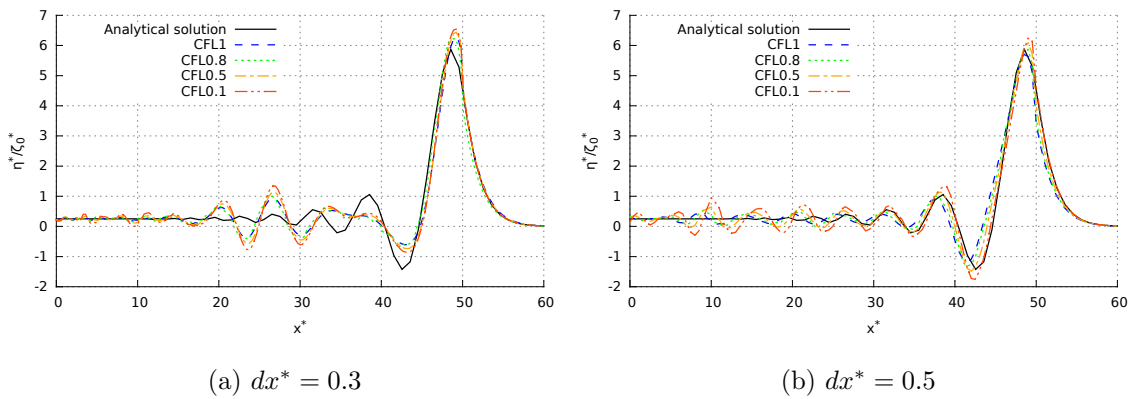 7
6
5
4
3
2
1
0
-1
-2
0 10 20 30 40 50 60
η*/ζ0*
x*
Analytical solution
CFL1
CFL0.8
CFL0.5
CFL0.1
(a) dx* = 0.3
7
6
5
4
3
2
1
0
-1
-2
0 10 20 30 40 50 60
η*/ζ0*
x*
Analytical solution
CFL1
CFL0.8
CFL0.5
CFL0.1
(b) dx* = 0.5